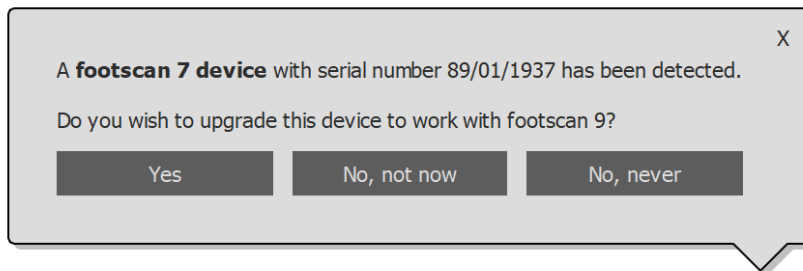 X
A footscan 7 device with serial number 89/01/1937 has been detected.
Do you wish to upgrade this device to work with footscan 9?
Yes No, not now No, never